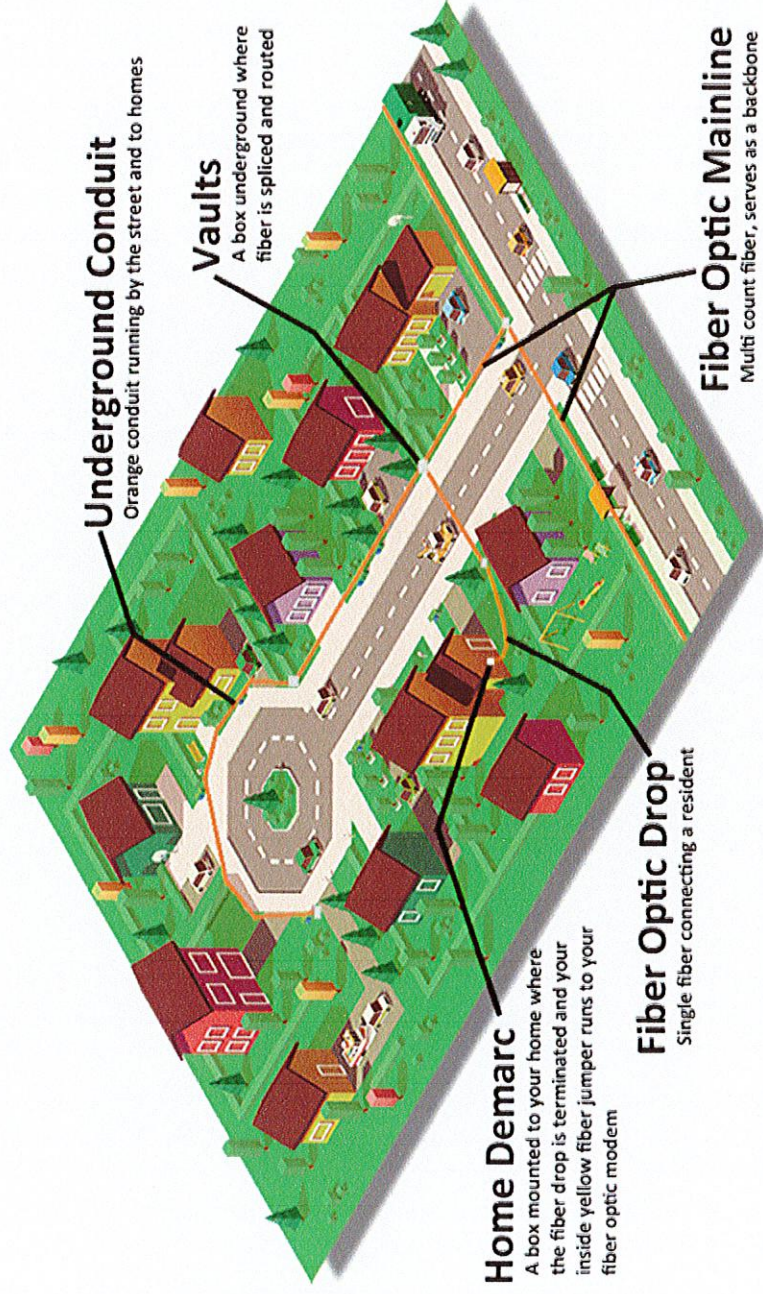 Underground Conduit
Orange conduit running by the street and to homes
Vaults
A box underground where
fiber is spliced and routed
Home Demarc
A box mounted to your home where
the fiber drop is terminated and your
inside yellow fiber jumper runs to your
fiber optic modem
Fiber Optic Drop
Single fiber connecting a resident
Fiber Optic Mainline
Multi count fiber, serves as a backbone